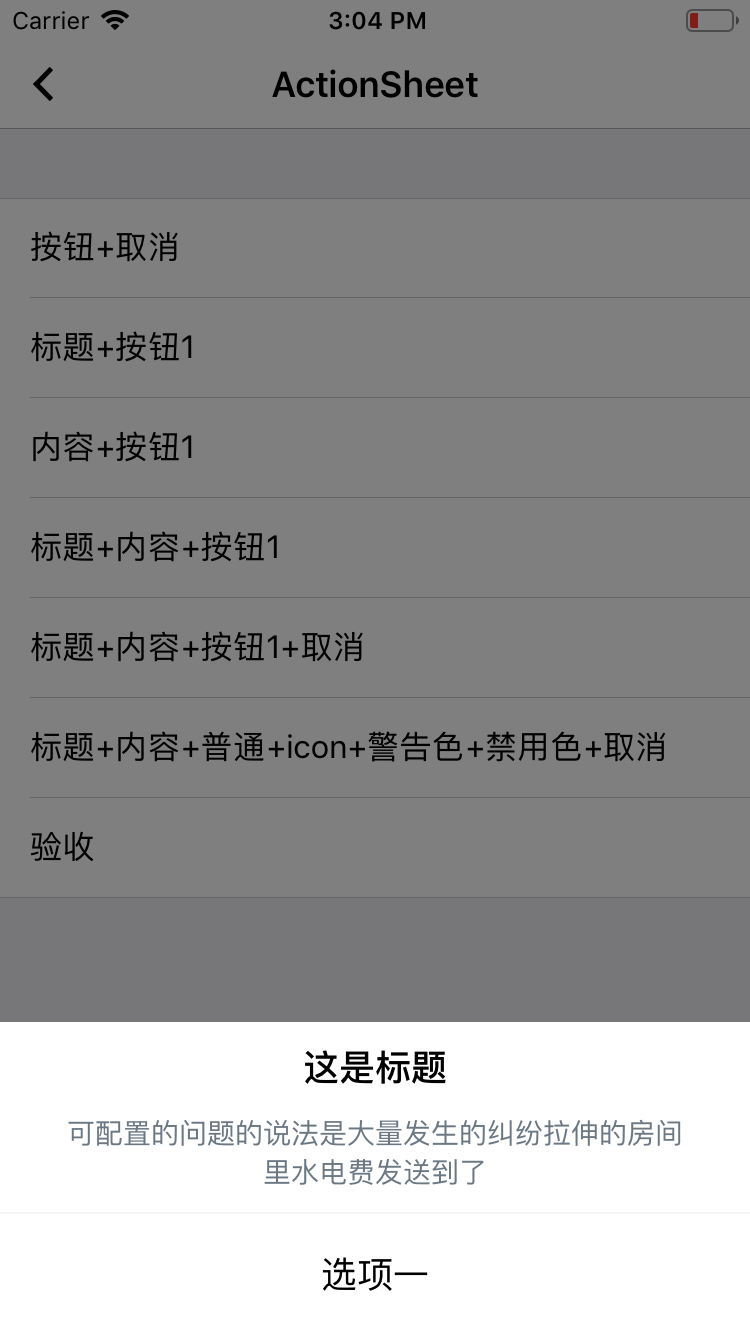 Carrier 3:04 PM
ActionSheet
按钮+取消
标题+按钮1
内容+按钮1
标题+内容+按钮1
标题+内容+按钮1+取消
标题+内容+普通+icon+警告色+禁用色+取消
验收
这是标题
可配置的问题的说法是大量发生的纠纷拉伸的房间
里水电费发送到了
选项一